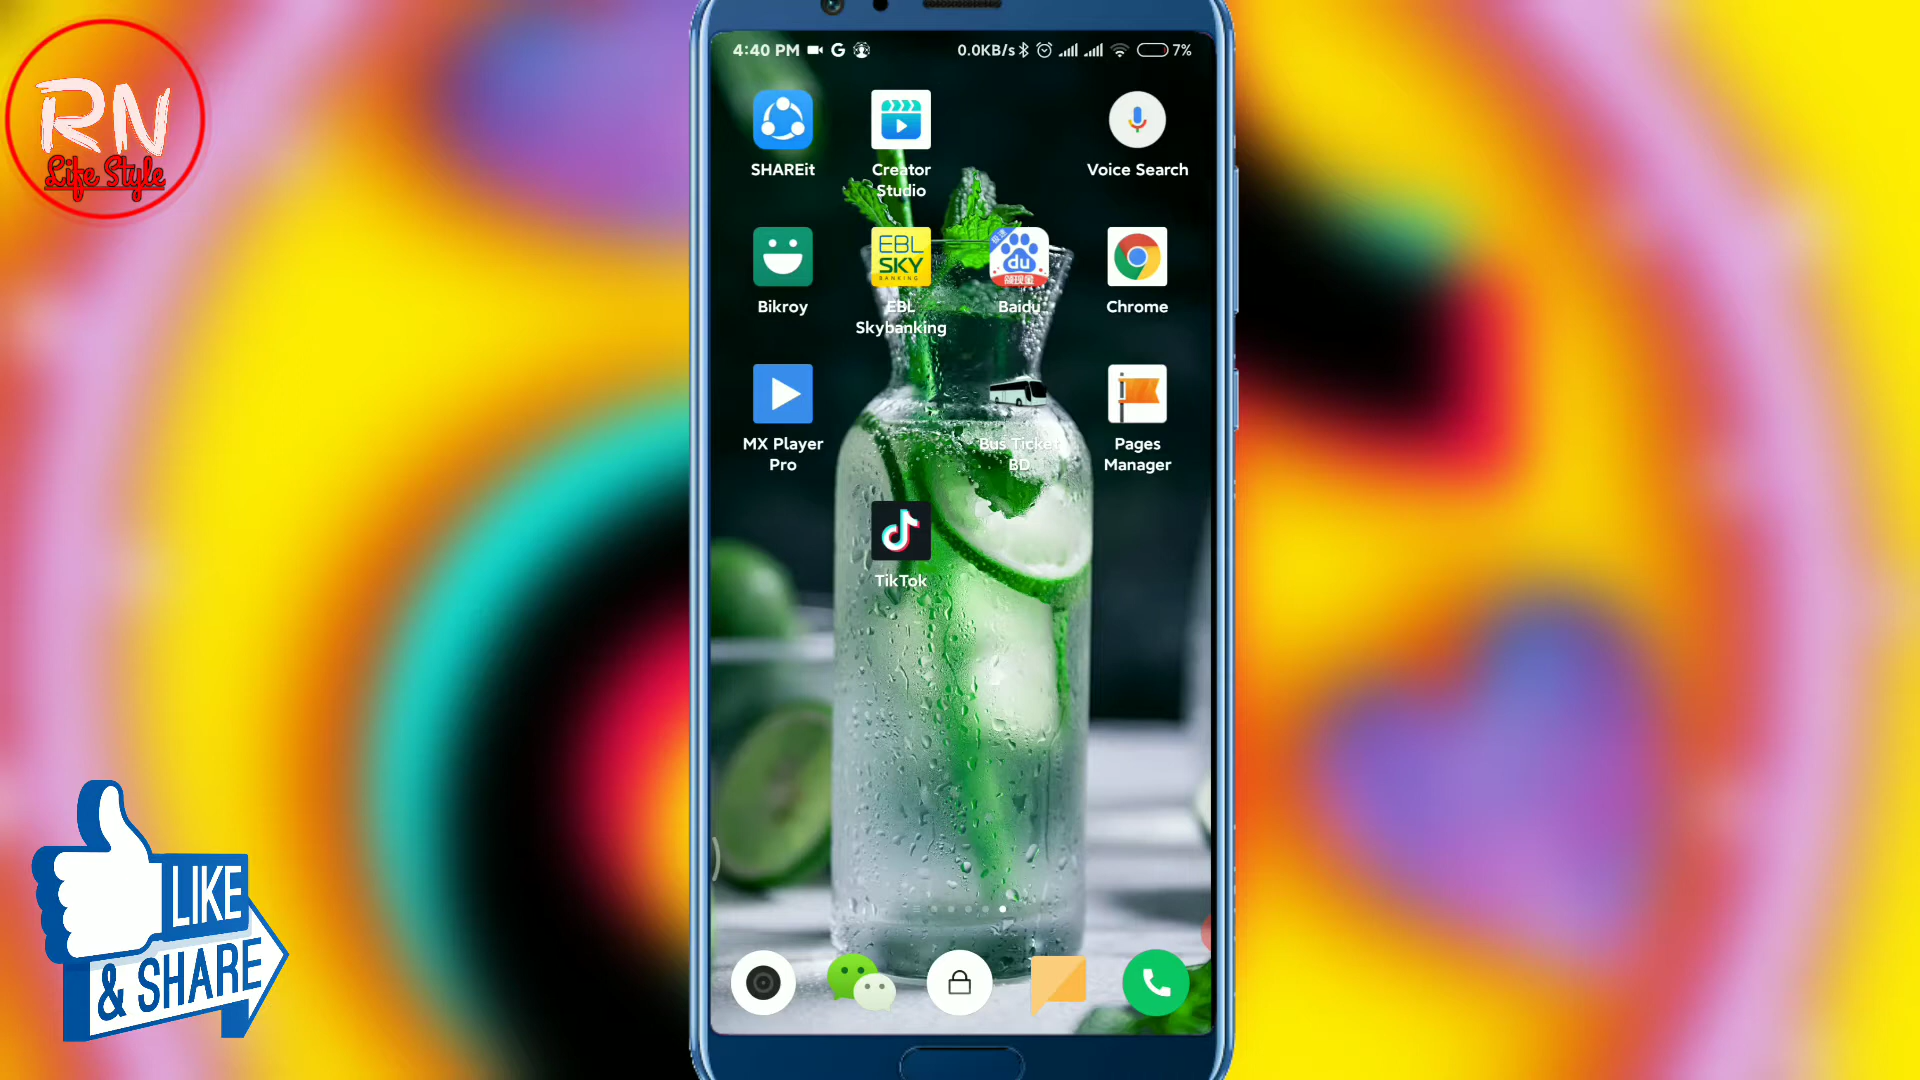 RN
Life Style
4:40 PM
0.0KB/s
7%
SHAREit
Creator
Studio
Voice Search
EBL
SKY
BANKING
du
Bikroy
EBL
Skybanking
Baidu
Chrome
MX Player
Pro
Bus Ticket
BD
Pages
Manager
TikTok
LIKE
& SHARE